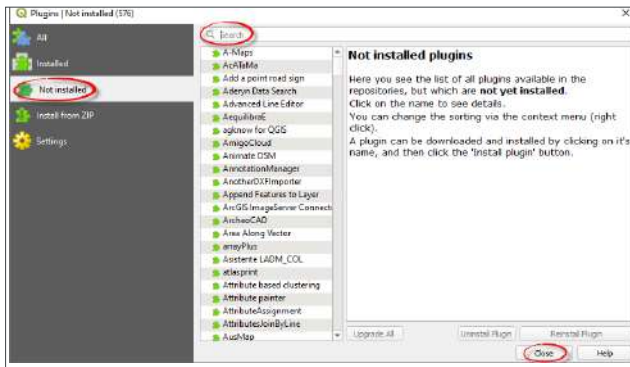 Plugins | Not installed (576)
All
Installed
Not installed
Install from ZIP
Settings
Search
A-Maps
AcATaMa
Add a point road sign
Aderyn Data Search
Advanced Line Editor
AequilibraE
agknow for QGIS
AmigoCloud
Animate OSM
AnnotationManager
AnotherDXFImporter
Append Features to Layer
ArcGIS ImageServer Connect
ArcheoCAD
Area Along Vector
arrayPlus
Asistente LADM_COL
atlasprint
Attribute based clustering
Attribute painter
AttributeAssignment
AttributesJoinByLine
AusMap
Not installed plugins
Here you see the list of all plugins available in the
repositories, but which are not yet installed.
Click on the name to see details.
You can change the sorting via the context menu (right
click).
A plugin can be downloaded and installed by clicking on it's
name, and then click the 'Install plugin' button.
Upgrade All
Uninstall Plugin
Reinstall Plugin
Close
Help